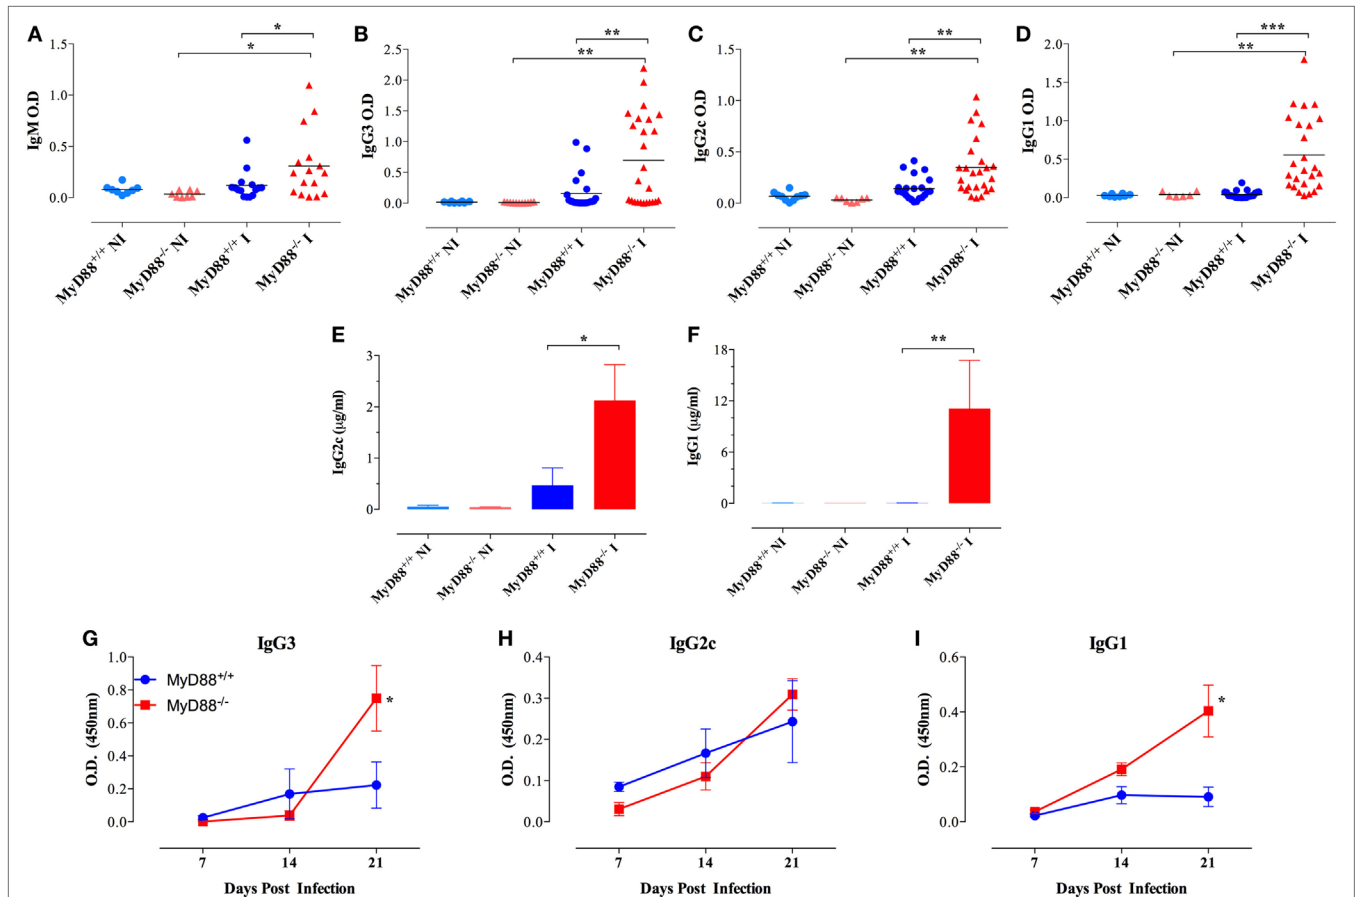 A
IgM O.D
1.5
1.0
0.5
0.0
*
*
MyD88+/+ NI
MyD88-/- NI
MyD88+/+ I
MyD88-/- I
B
IgG3 O.D
2.5
2.0
1.5
1.0
0.5
0.0
**
**
MyD88+/+ NI
MyD88-/- NI
MyD88+/+ I
MyD88-/- I
C
IgG2c O.D
1.5
1.0
0.5
0.0
**
**
MyD88+/+ NI
MyD88-/- NI
MyD88+/+ I
MyD88-/- I
D
IgG1 O.D
2.0
1.5
1.0
0.5
0.0
***
**
MyD88+/+ NI
MyD88-/- NI
MyD88+/+ I
MyD88-/- I
E
IgG2c (µg/ml)
3
2
1
0
*
MyD88+/+ NI
MyD88-/- NI
MyD88+/+ I
MyD88-/- I
F
IgG1 (µg/ml)
18
12
6
0
**
MyD88+/+ NI
MyD88-/- NI
MyD88+/+ I
MyD88-/- I
G
IgG3
O.D. (450nm)
1.0
0.8
0.6
0.4
0.2
0.0
MyD88+/+
MyD88-/-
*
7 14 21
Days Post Infection
H
IgG2c
O.D. (450nm)
0.4
0.3
0.2
0.1
0.0
7 14 21
Days Post Infection
I
IgG1
O.D. (450nm)
0.6
0.4
0.2
0.0
*
7 14 21
Days Post Infection